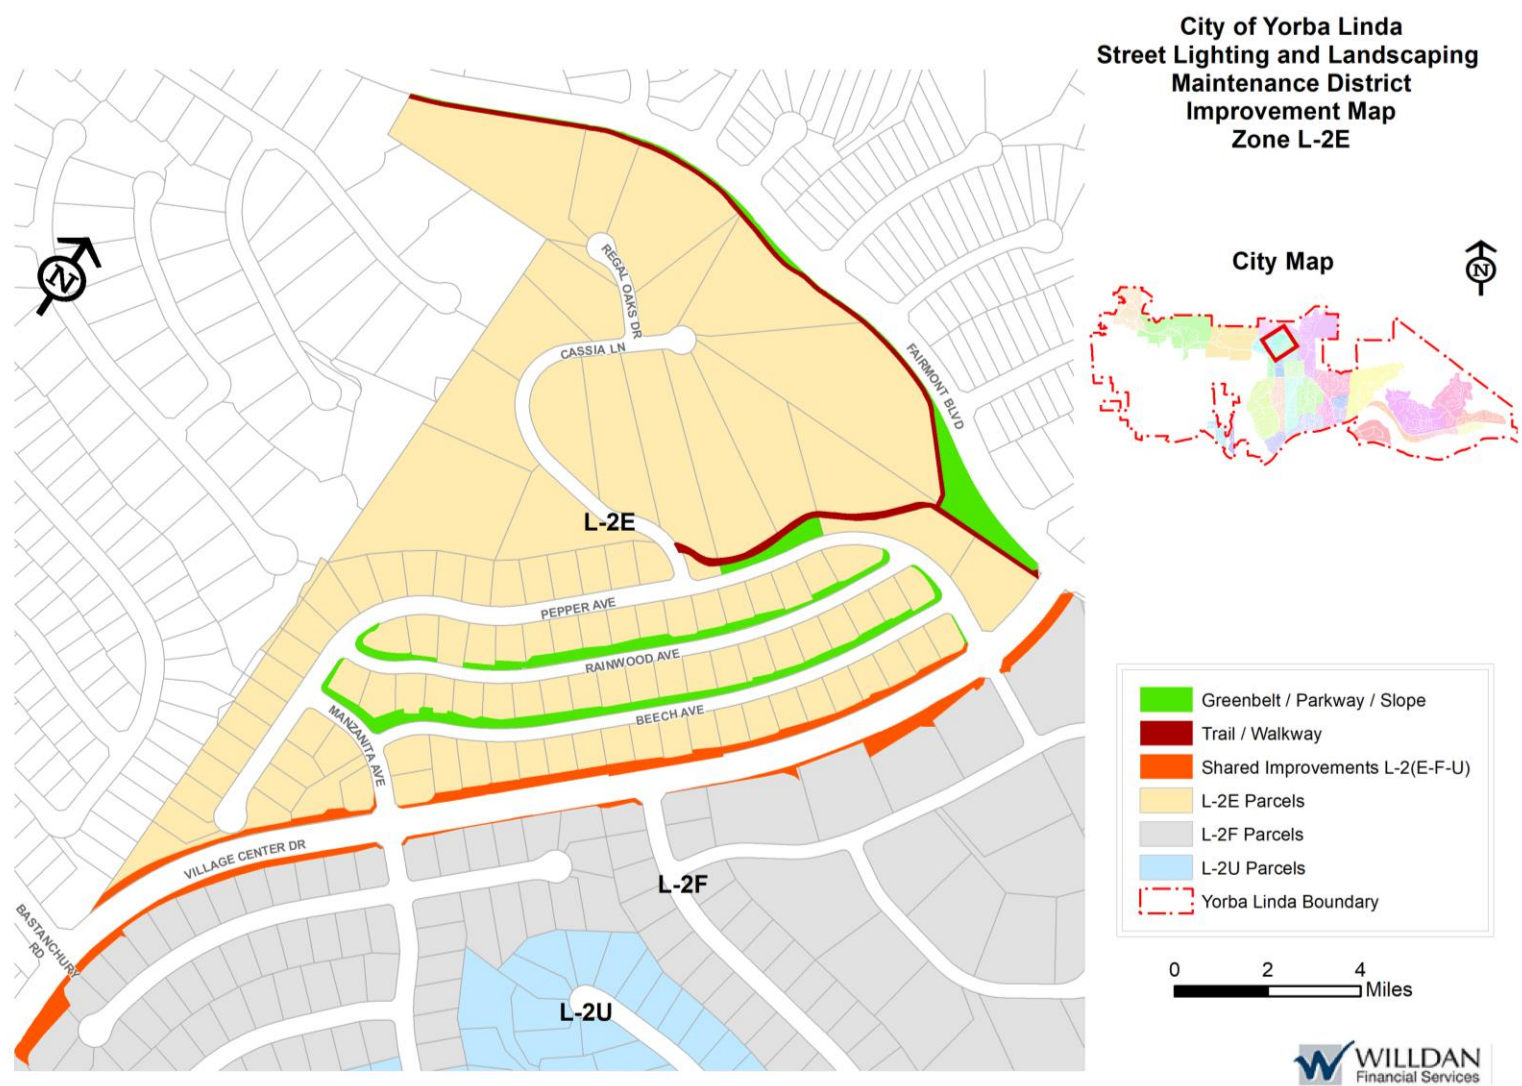 City of Yorba Linda
Street Lighting and Landscaping
Maintenance District
Improvement Map
Zone L-2E
City Map
N
N
REGAL OAKS DR
CASSIA LN
FAIRMONT BLVD
L-2E
PEPPER AVE
RAINWOOD AVE
BEECH AVE
MANZANITA AVE
VILLAGE CENTER DR
BASTANCHURY
RD
L-2F
L-2U
Greenbelt / Parkway / Slope
Trail / Walkway
Shared Improvements L-2(E-F-U)
L-2E Parcels
L-2F Parcels
L-2U Parcels
Yorba Linda Boundary
0 2 4
Miles
WILLDAN
Financial Services